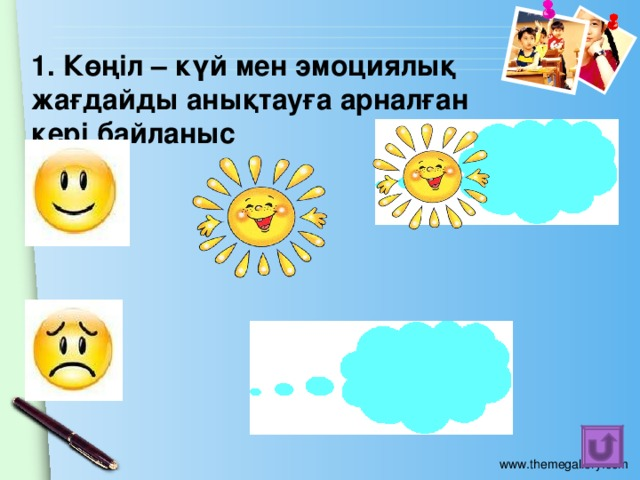 1. Көңіл – күй мен эмоциялық
жағдайды анықтауға арналған
кері байланыс
www.themegallery.com